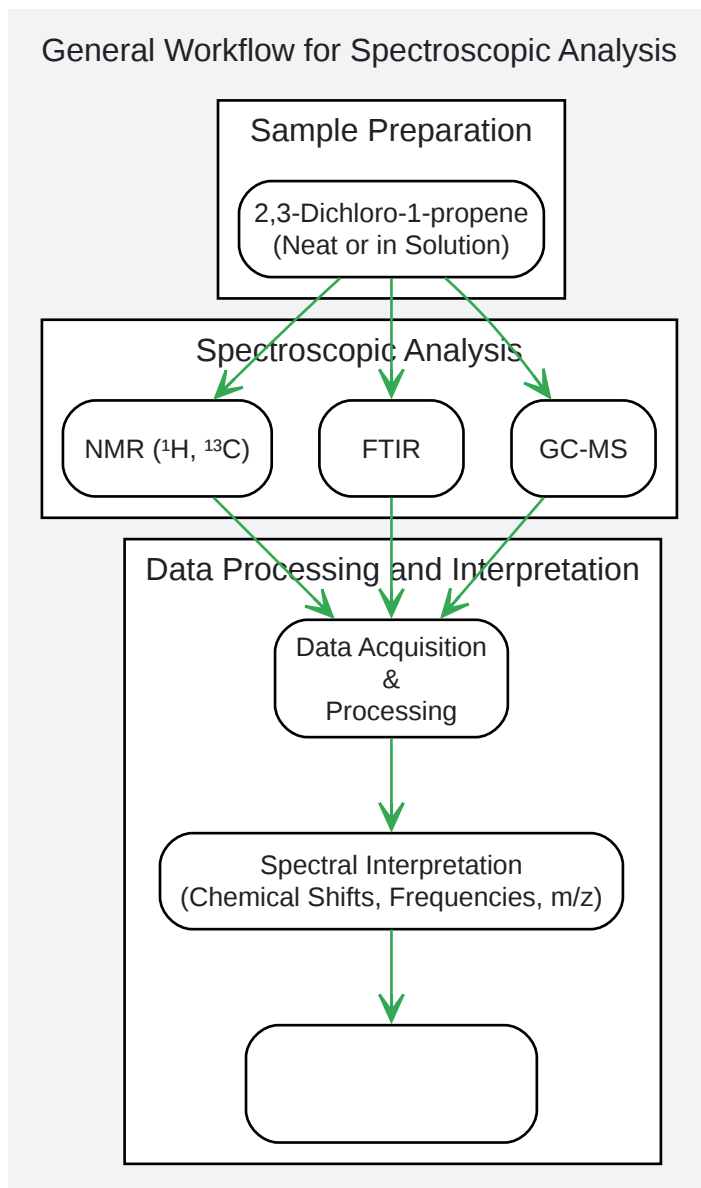 General Workflow for Spectroscopic Analysis
Sample Preparation
2,3-Dichloro-1-propene
(Neat or in Solution)
Spectroscopic Analysis
NMR (¹H, ¹³C)
FTIR
GC-MS
Data Processing and Interpretation
Data Acquisition
&
Processing
Spectral Interpretation
(Chemical Shifts, Frequencies, m/z)